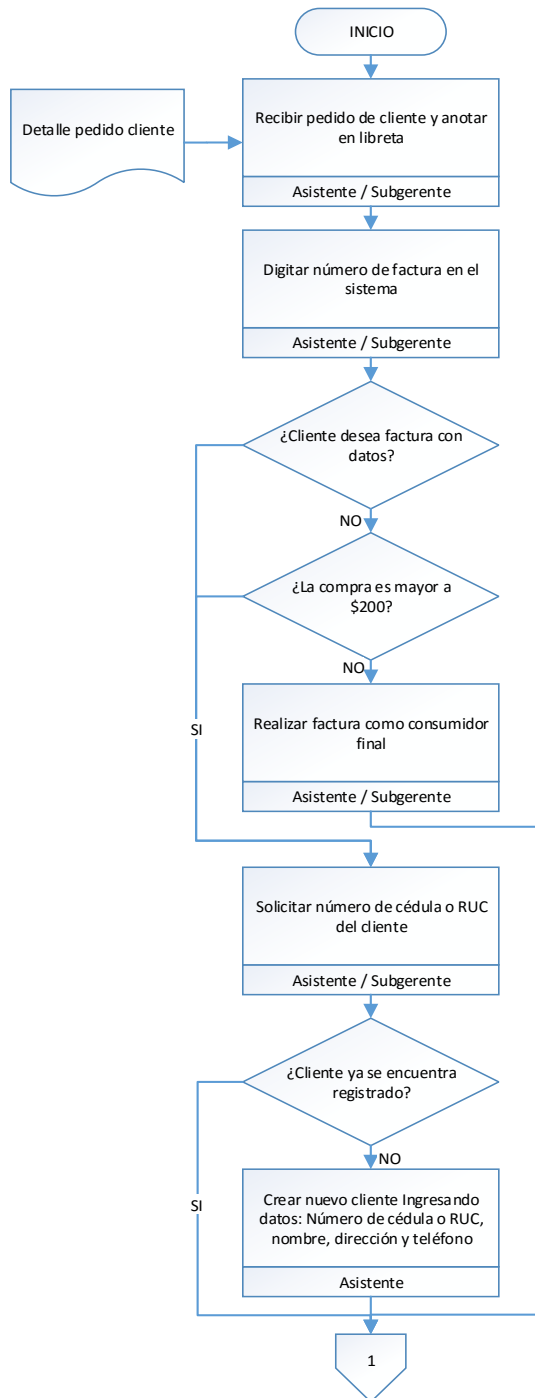 INICIO
Detalle pedido cliente
Recibir pedido de cliente y anotar
en libreta
Asistente / Subgerente
Digitar número de factura en el
sistema
Asistente / Subgerente
¿Cliente desea factura con
datos?
NO
¿La compra es mayor a
$200?
NO
SI
Realizar factura como consumidor
final
Asistente / Subgerente
Solicitar número de cédula o RUC
del cliente
Asistente / Subgerente
¿Cliente ya se encuentra
registrado?
NO
SI
Crear nuevo cliente Ingresando
datos: Número de cédula o RUC,
nombre, dirección y teléfono
Asistente
1